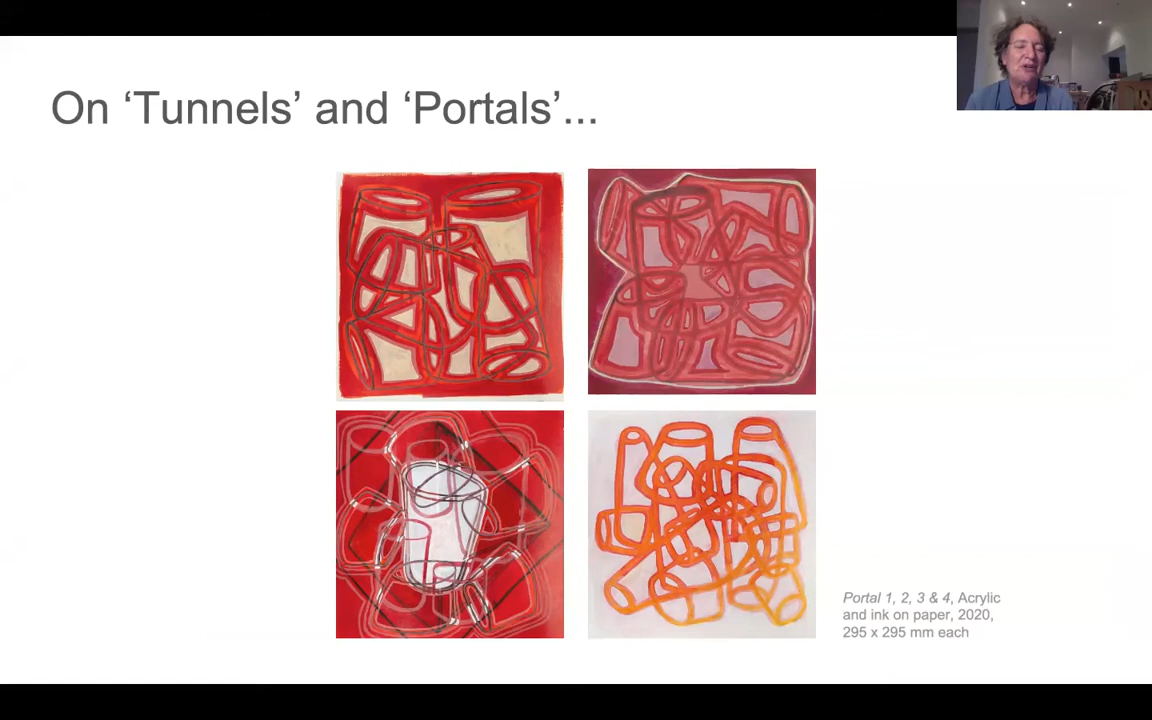 On ‘Tunnels’ and ‘Portals’...
Portal 1, 2, 3 & 4, Acrylic
and ink on paper, 2020,
295 x 295 mm each